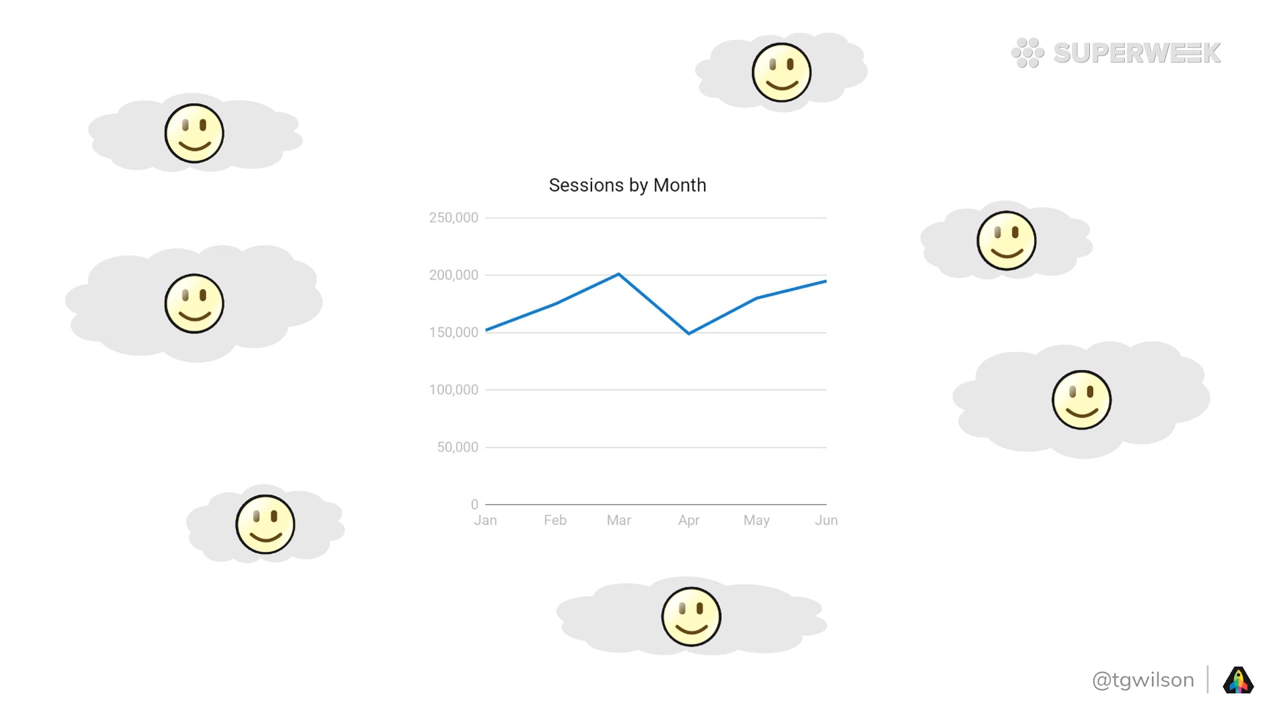 SUPERWEEK
Sessions by Month
250,000
200,000
150,000
100,000
50,000
0
Jan Feb Mar Apr May Jun
@tgwilson